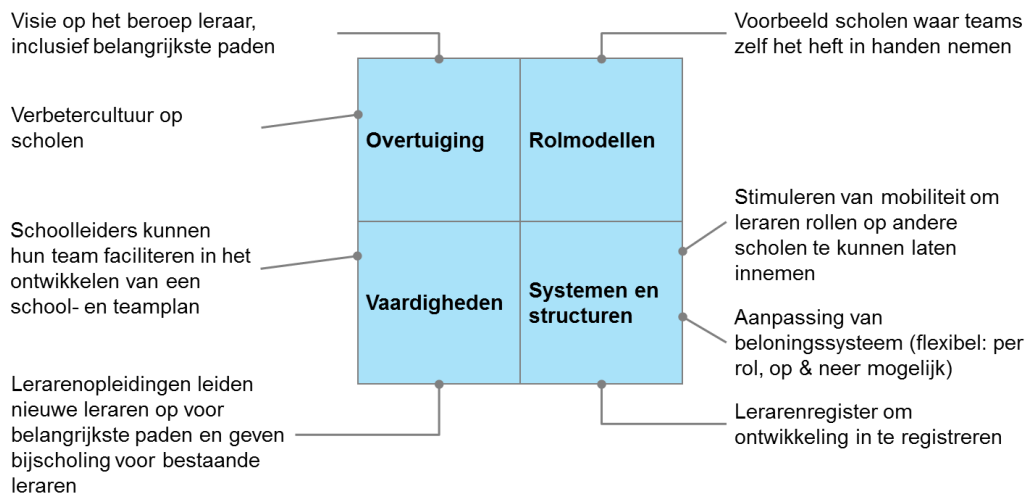 Visie op het beroep leraar,
inclusief belangrijkste paden
Voorbeeld scholen waar teams
zelf het heft in handen nemen
Verbetercultuur op
scholen
Overtuiging
Rolmodellen
Schoolleiders kunnen
hun team faciliteren in het
ontwikkelen van een
school- en teamplan
Stimuleren van mobiliteit om
leraren rollen op andere
scholen te kunnen laten
innemen
Vaardigheden
Systemen en
structuren
Aanpassing van
beloningssysteem (flexibel: per
rol, op & neer mogelijk)
Lerarenopleidingen leiden
nieuwe leraren op voor
belangrijkste paden en geven
bijscholing voor bestaande
leraren
Lerarenregister om
ontwikkeling in te registreren